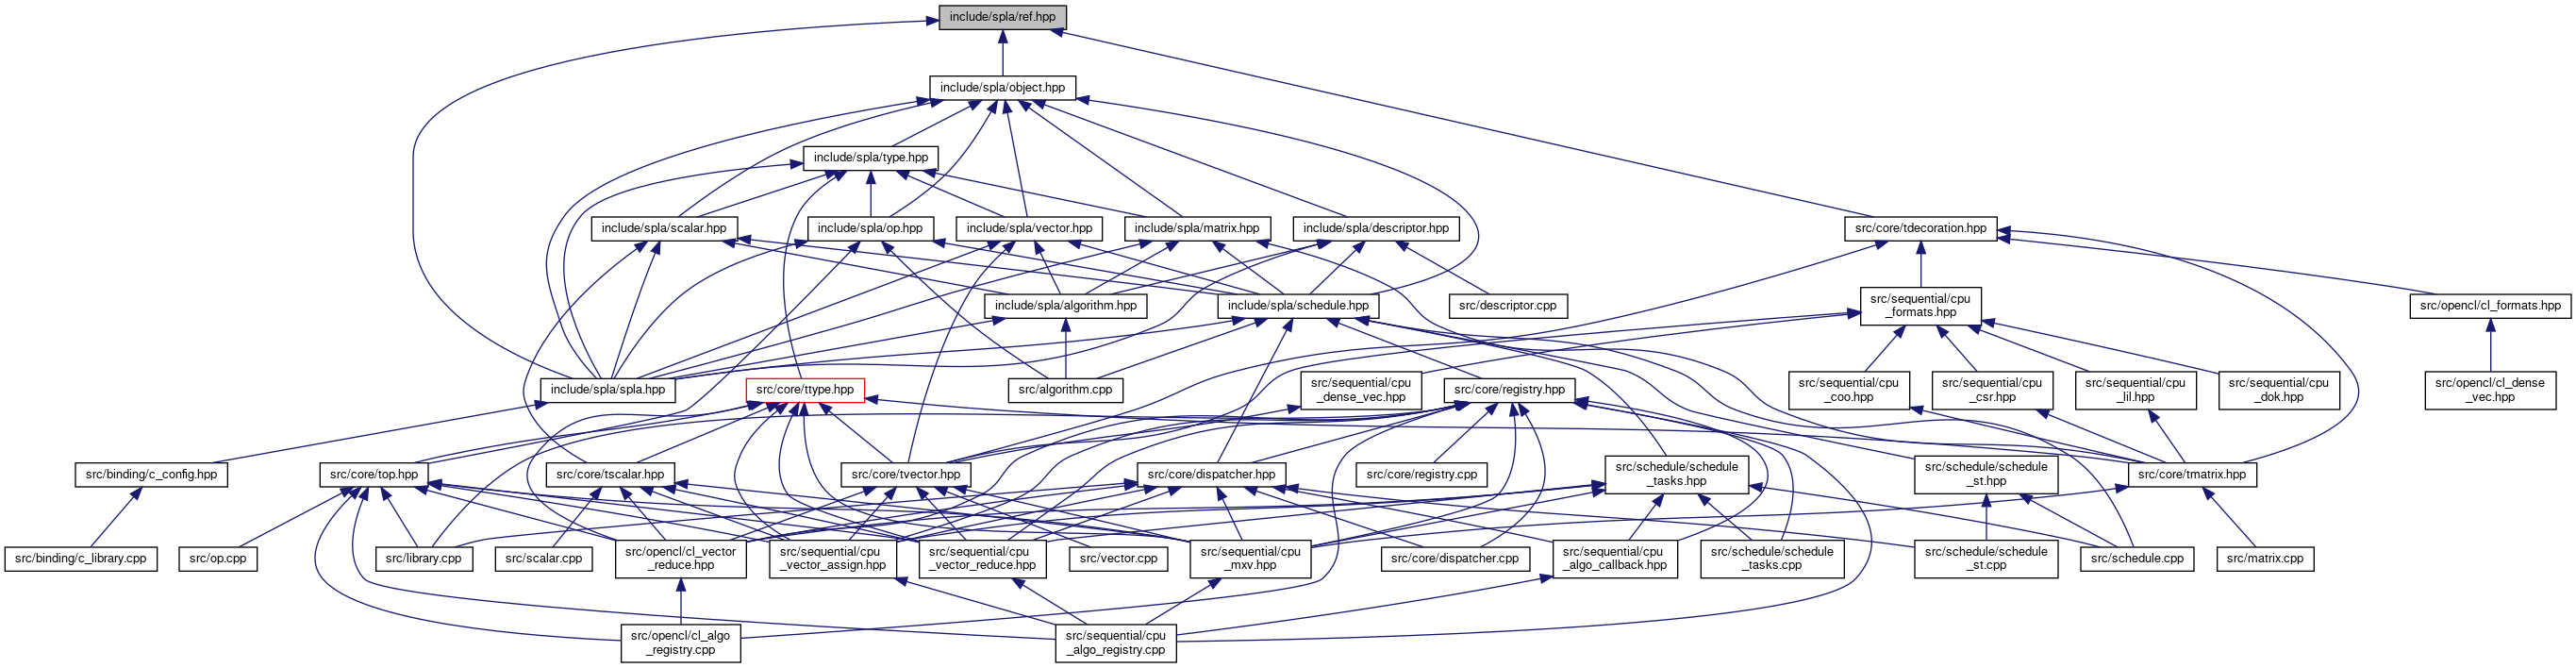 include/spla/ref.hpp
include/spla/object.hpp
include/spla/type.hpp
include/spla/scalar.hpp
include/spla/op.hpp
include/spla/vector.hpp
include/spla/matrix.hpp
include/spla/descriptor.hpp
src/core/tdecoration.hpp
include/spla/algorithm.hpp
include/spla/schedule.hpp
src/descriptor.cpp
src/sequential/cpu
_formats.hpp
src/opencl/cl_formats.hpp
include/spla/spla.hpp
src/core/ttype.hpp
src/algorithm.cpp
src/sequential/cpu
_dense_vec.hpp
src/core/registry.hpp
src/sequential/cpu
_coo.hpp
src/sequential/cpu
_csr.hpp
src/sequential/cpu
_lil.hpp
src/sequential/cpu
_dok.hpp
src/opencl/cl_dense
_vec.hpp
src/binding/c_config.hpp
src/core/top.hpp
src/core/tscalar.hpp
src/core/tvector.hpp
src/core/dispatcher.hpp
src/core/registry.cpp
src/schedule/schedule
_tasks.hpp
src/schedule/schedule
_st.hpp
src/core/tmatrix.hpp
src/binding/c_library.cpp
src/op.cpp
src/library.cpp
src/scalar.cpp
src/opencl/cl_vector
_reduce.hpp
src/sequential/cpu
_vector_assign.hpp
src/sequential/cpu
_vector_reduce.hpp
src/vector.cpp
src/sequential/cpu
_mxv.hpp
src/core/dispatcher.cpp
src/sequential/cpu
_algo_callback.hpp
src/schedule/schedule
_tasks.cpp
src/schedule/schedule
_st.cpp
src/schedule.cpp
src/matrix.cpp
src/opencl/cl_algo
_registry.cpp
src/sequential/cpu
_algo_registry.cpp